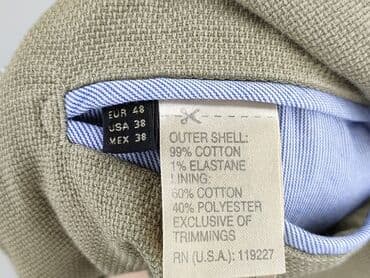 EUR 48
USA 38
MEX 38
OUTER SHELL:
99% COTTON
1% ELASTANE
LINING:
60% COTTON
40% POLYESTER
EXCLUSIVE OF
TRIMMINGS
RN (U.S.A.): 119227